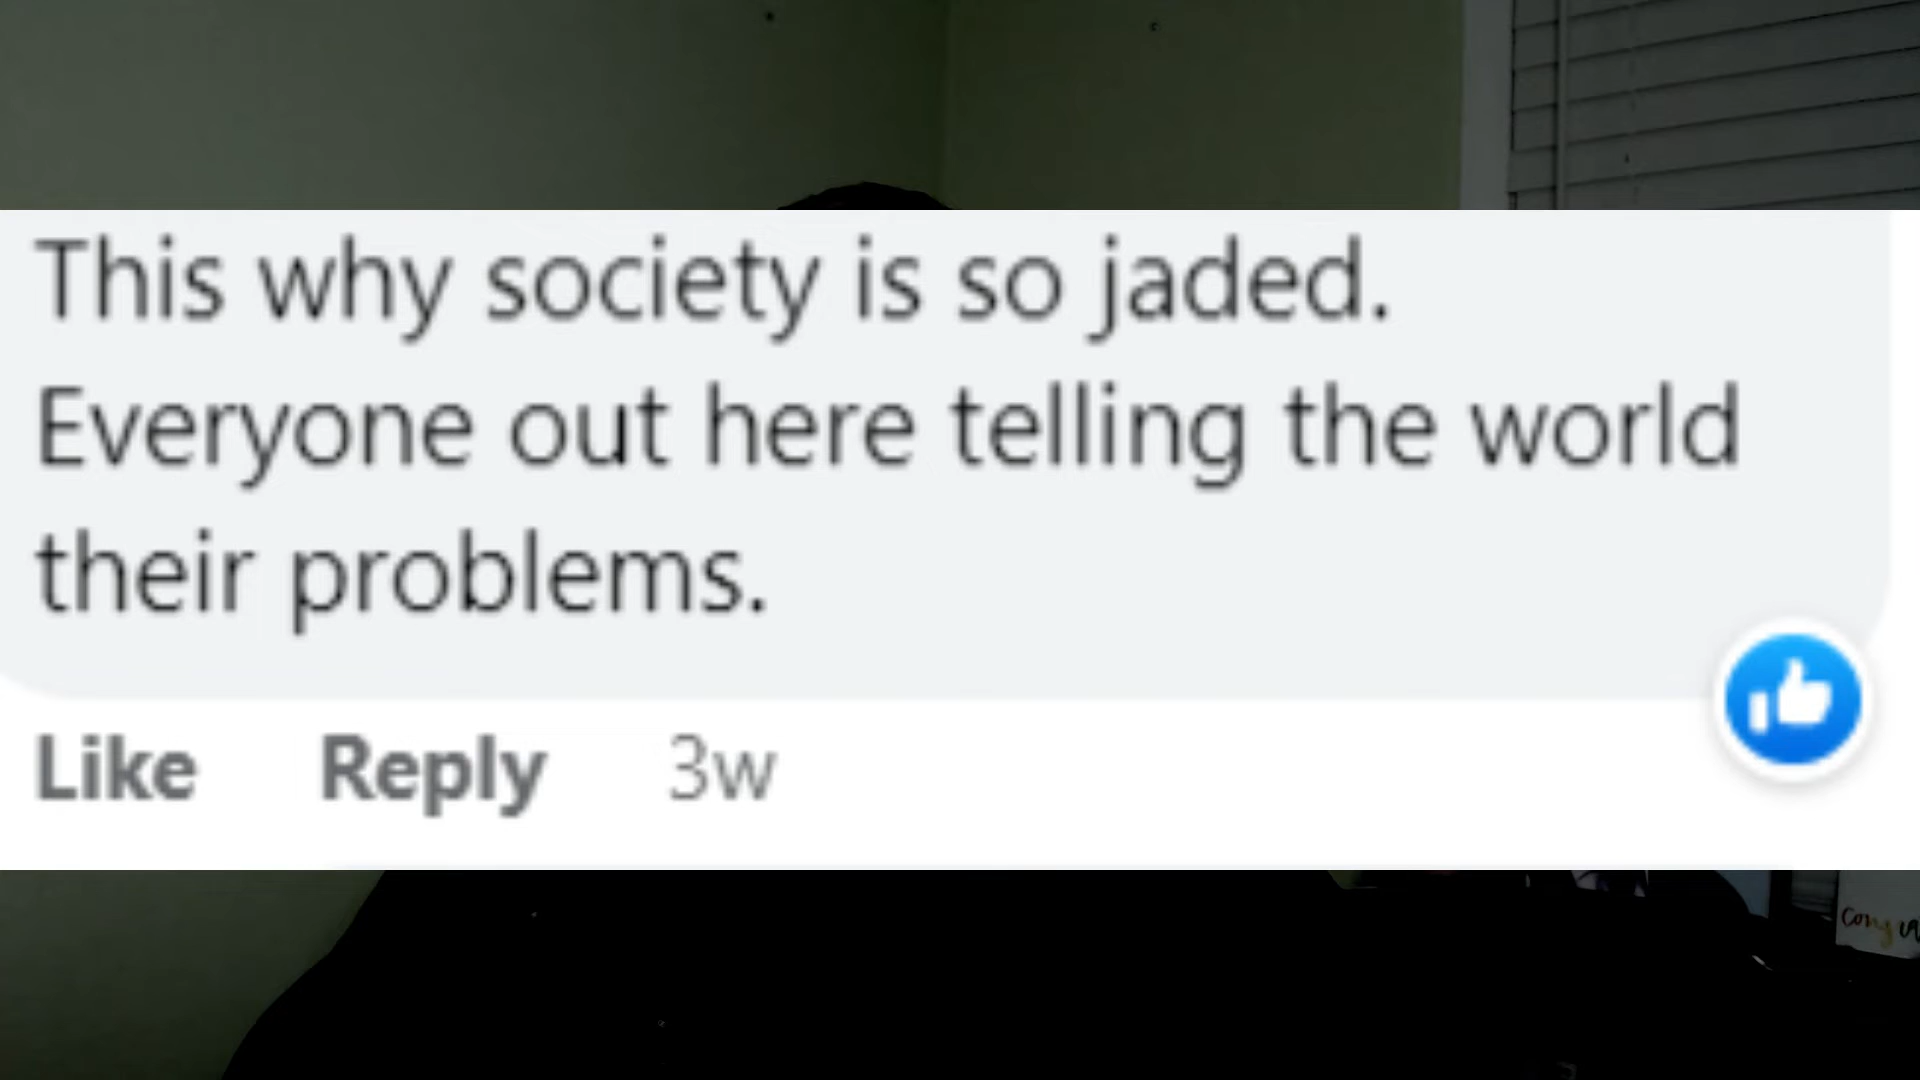 This why society is so jaded.
Everyone out here telling the world
their problems.
Like Reply 3w